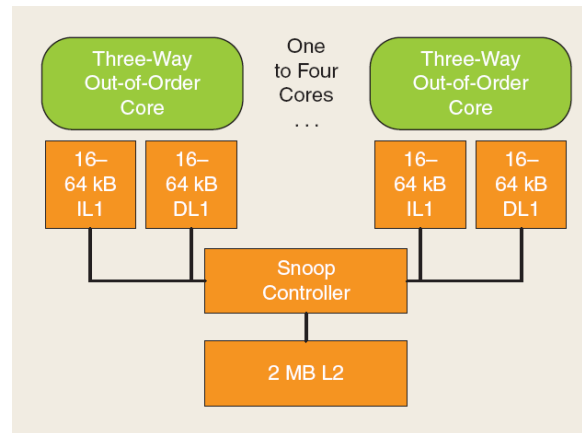 Three-Way
Out-of-Order
Core
One
to Four
Cores
...
Three-Way
Out-of-Order
Core
16–
64 kB
IL1
16–
64 kB
DL1
16–
64 kB
IL1
16–
64 kB
DL1
Snoop
Controller
2 MB L2